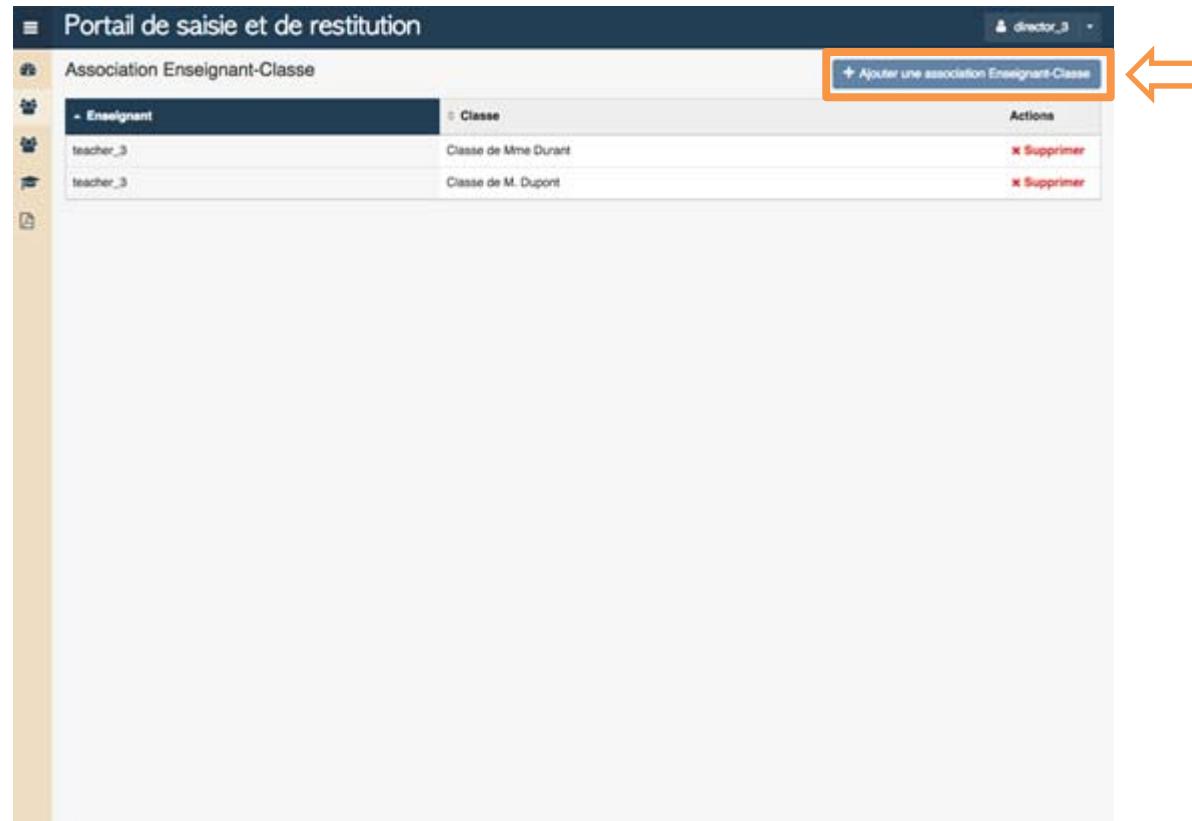 Portail de saisie et de restitution
director_3
Association Enseignant-Classe
+ Ajouter une association Enseignant-Classe
Enseignant Classe Actions
teacher_3 Classe de Mme Durant × Supprimer
teacher_3 Classe de M. Dupont × Supprimer